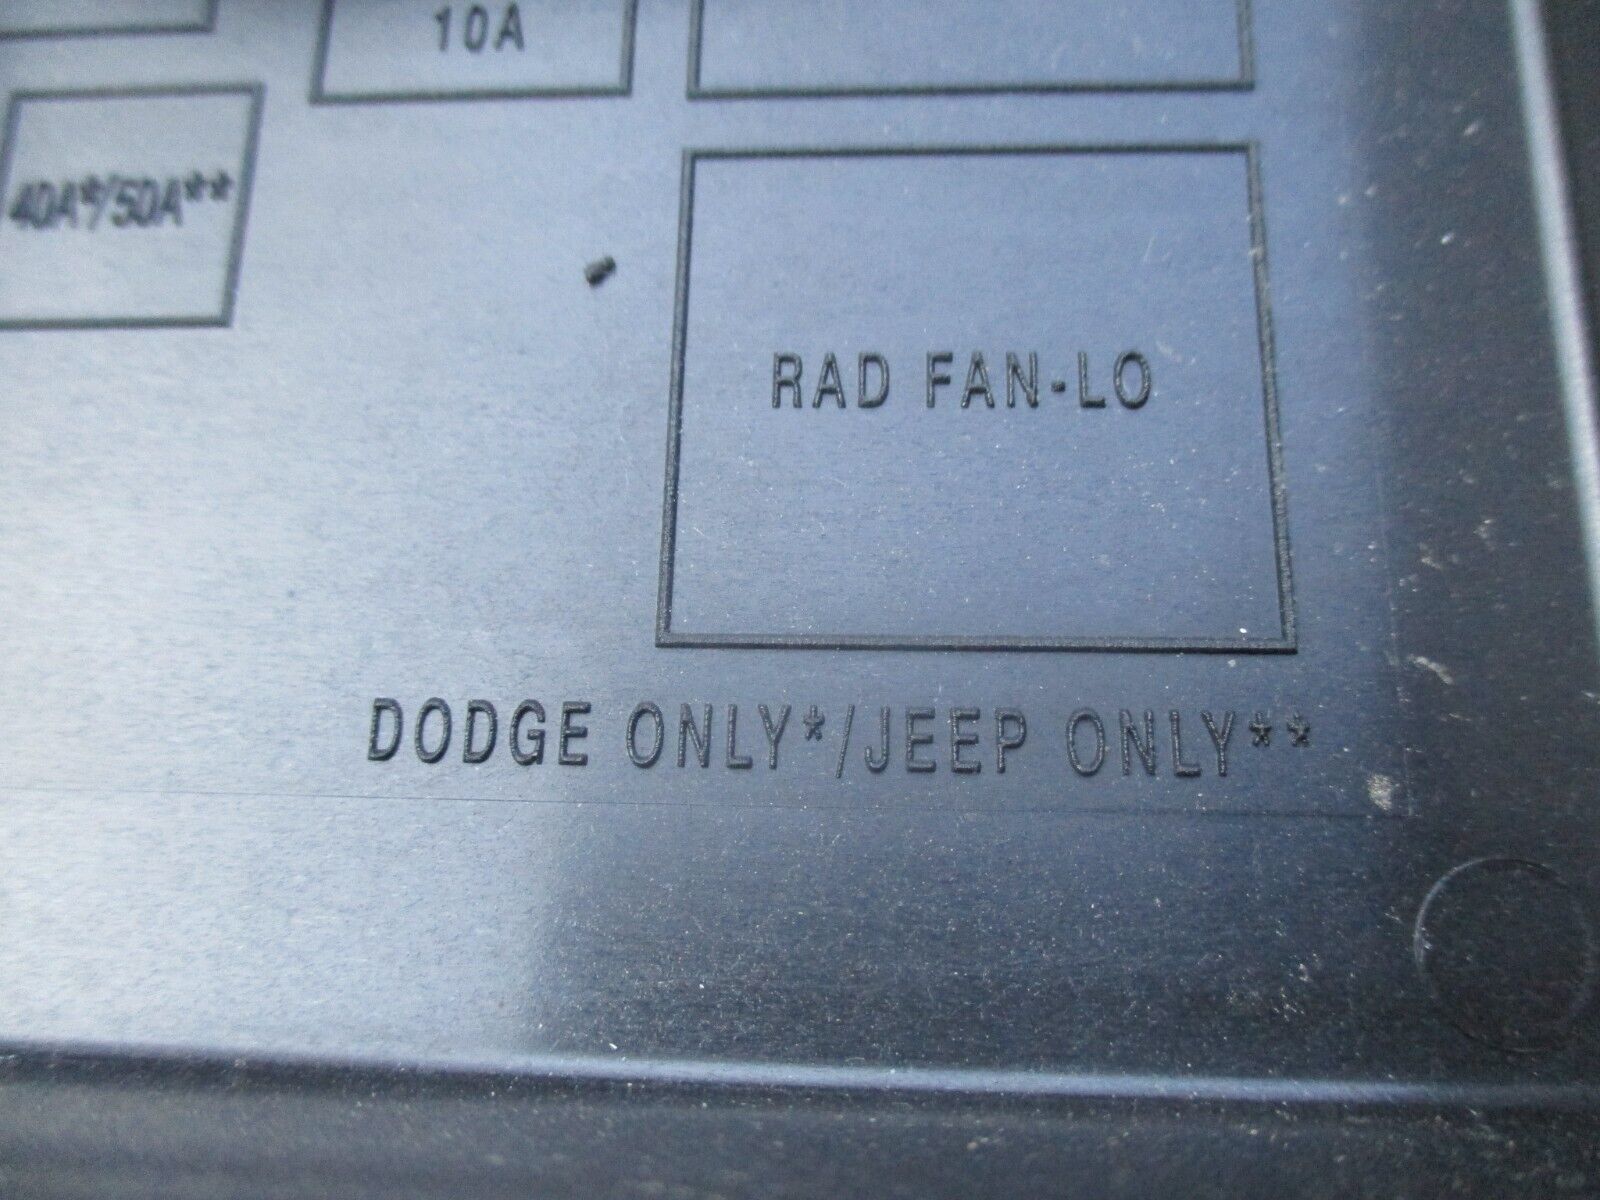 10A
40A*/50A**
RAD FAN-LO
DODGE ONLY*/JEEP ONLY**